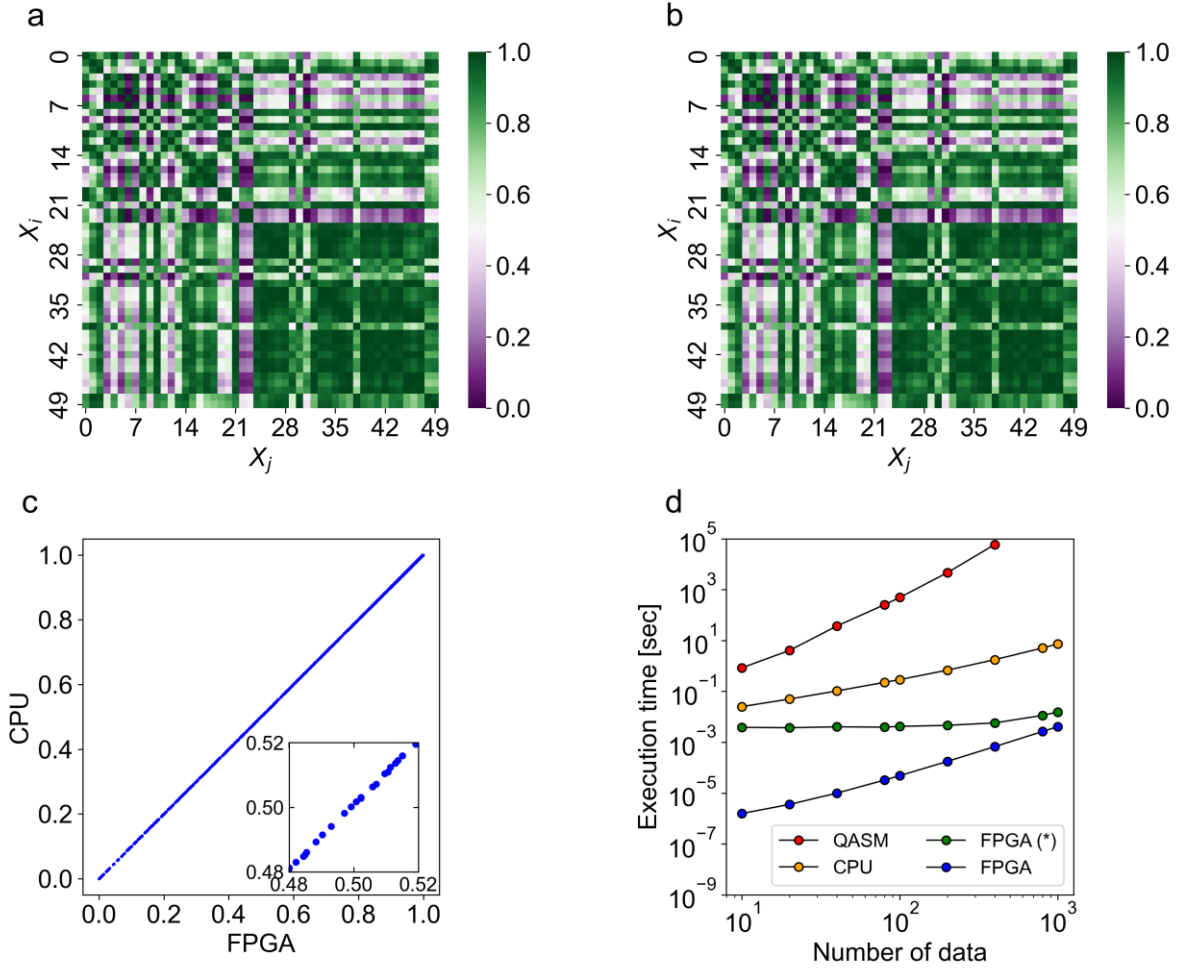 a
0
7
14
21
28
35
42
49
X_i
0 7 14 21 28 35 42 49
X_j
1.0
0.8
0.6
0.4
0.2
0.0
b
0
7
14
21
28
35
42
49
X_i
0 7 14 21 28 35 42 49
X_j
1.0
0.8
0.6
0.4
0.2
0.0
c
CPU
1.0
0.8
0.6
0.4
0.2
0.0
0.0 0.2 0.4 0.6 0.8 1.0
FPGA
0.52
0.50
0.48
0.48 0.50 0.52
d
Execution time [sec]
10^5
10^3
10^1
10^-1
10^-3
10^-5
10^-7
10^-9
QASM FPGA (*)
CPU FPGA
10^1 10^2 10^3
Number of data